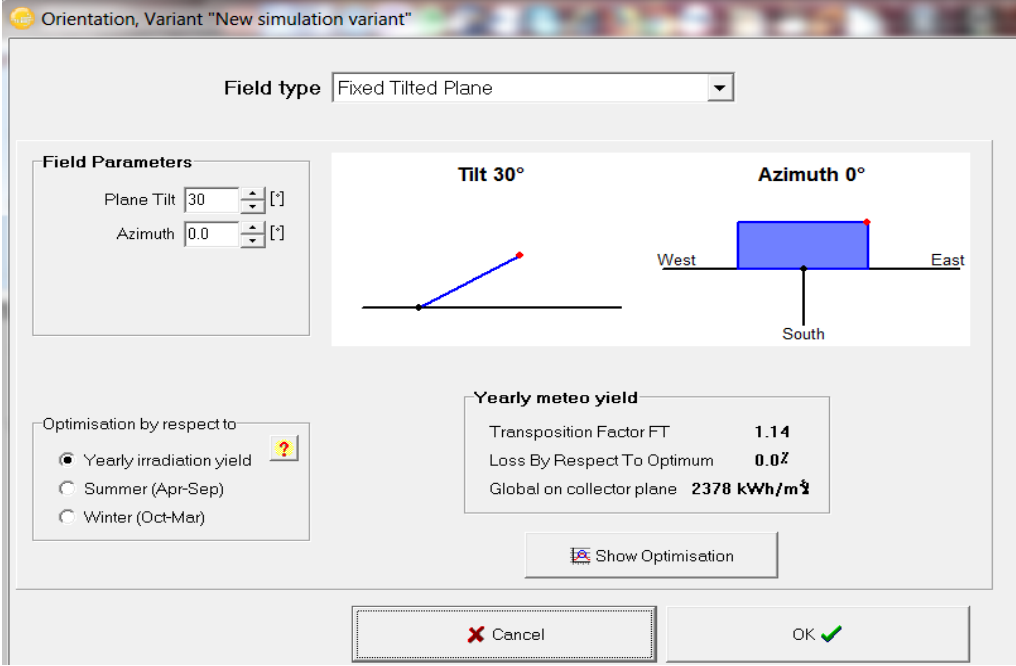 Orientation, Variant "New simulation variant"
Field type Fixed Tilted Plane
Field Parameters
Plane Tilt 30 [°]
Azimuth 0.0 [°]
Tilt 30°
Azimuth 0°
West East
South
Optimisation by respect to
?
Yearly irradiation yield
Summer (Apr-Sep)
Winter (Oct-Mar)
Yearly meteo yield
Transposition Factor FT 1.14
Loss By Respect To Optimum 0.0%
Global on collector plane 2378 kWh/m²
Show Optimisation
Cancel OK